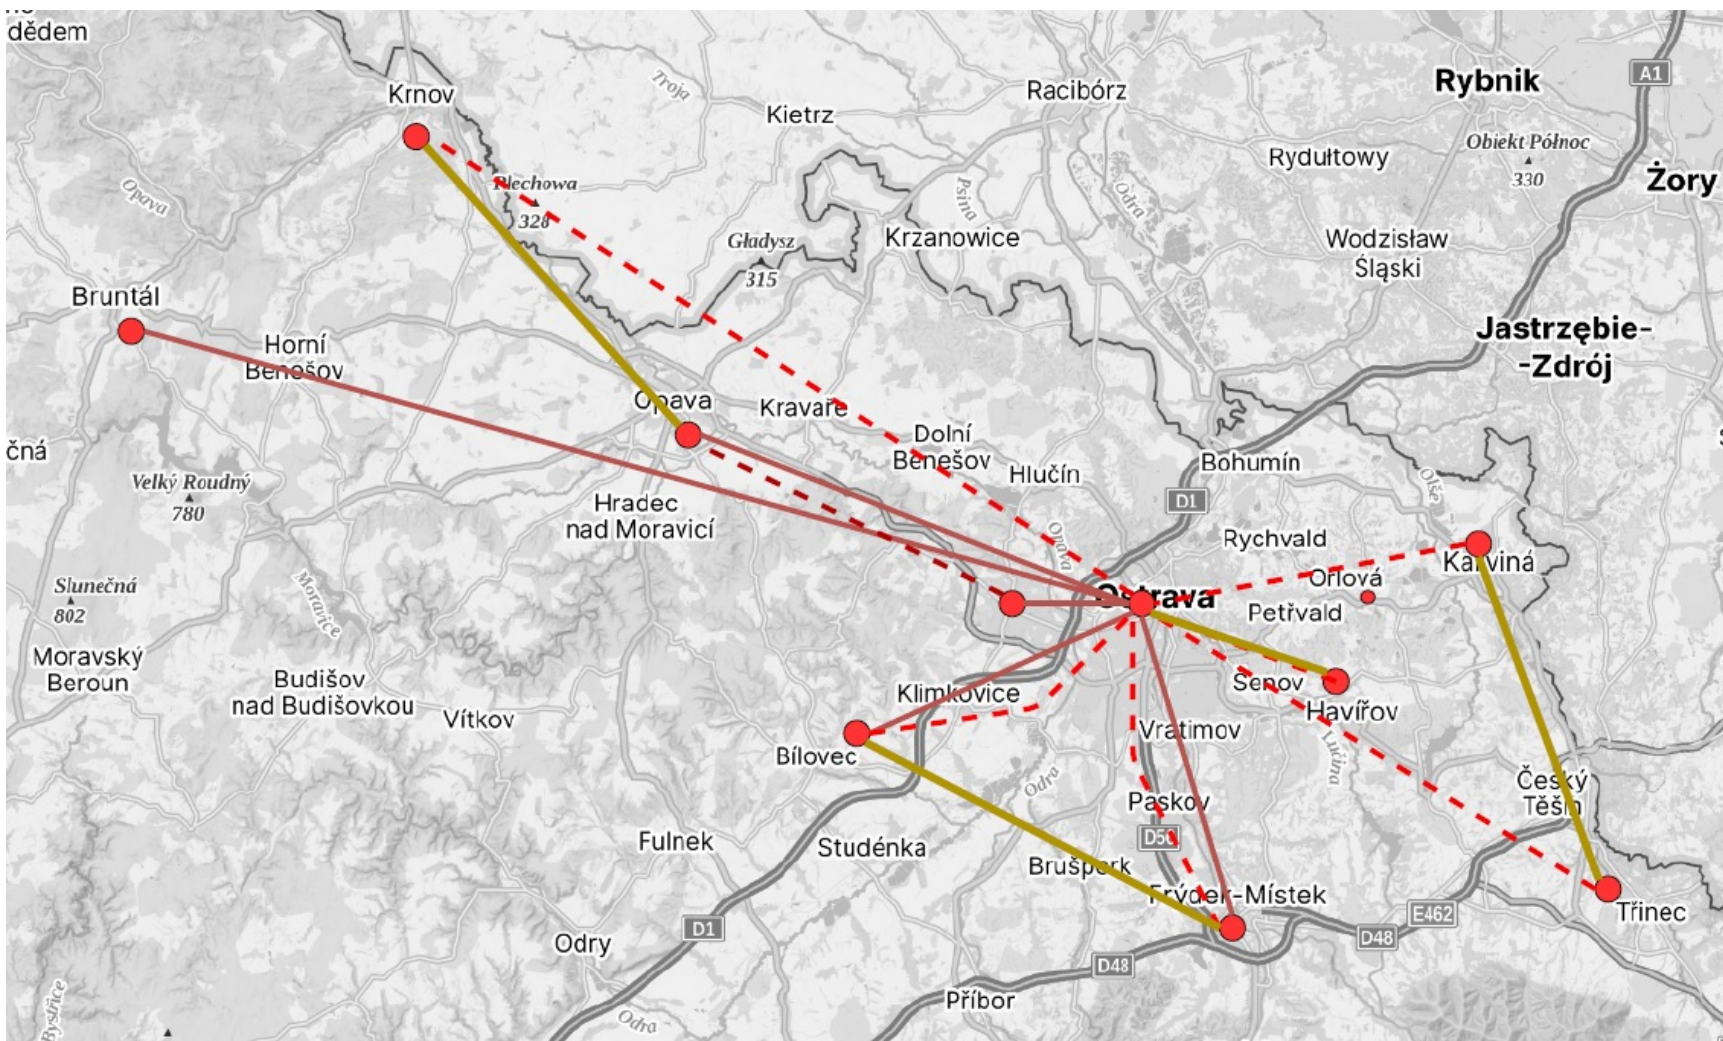 dědem
Krnov
Troja
Kietrz
Racibórz
Rybnik
A1
Rydułtowy
Obiekt Północ
330
Żory
Opava
Blechowa
328
Psina
Odra
Gładysz
315
Krzanowice
Wodzisław
Śląski
Bruntál
Horní
Benešov
Jastrzębie-
-Zdrój
Opava
Kravaře
Dolní
Benešov
Hlučín
Bohumín
čná
Velký Roudný
780
Hradec
nad Moravicí
D1
Olše
Opava
Rychvald
Karviná
Orlová
Ostrava
Petřvald
Slunečná
802
Moravice
Moravský
Beroun
Budišov
nad Budišovkou
Vítkov
Klimkovice
Šenov
Havířov
Vratimov
Lučina
Bílovec
Odra
Český
Těšín
Paskov
D56
Fulnek
Studénka
Brušperk
Frýdek-Místek
E462
Třinec
D1
D48
D48
Odry
Příbor
Bystřice
Odra